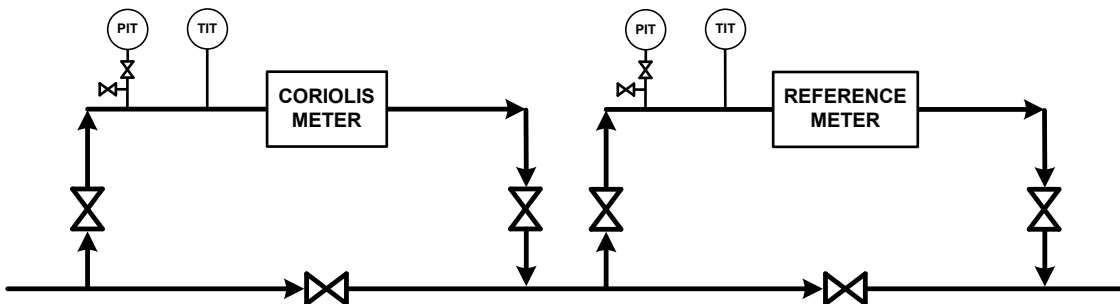 PIT
TIT
PIT
TIT
CORIOLIS
METER
REFERENCE
METER